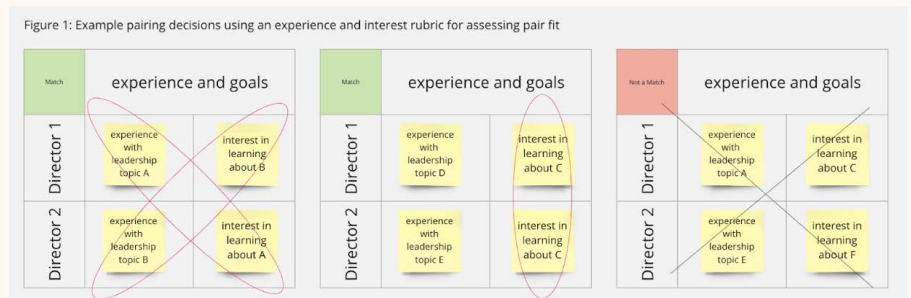 Figure 1: Example pairing decisions using an experience and interest rubric for assessing pair fit
Match
experience and goals
Director 1
experience
with
leadership
topic A
interest in
learning
about B
Director 2
experience
with
leadership
topic B
interest in
learning
about A
Match
experience and goals
Director 1
experience
with
leadership
topic D
interest in
learning
about C
Director 2
experience
with
leadership
topic E
interest in
learning
about C
Not a Match
experience and goals
Director 1
experience
with
leadership
topic A
interest in
learning
about C
Director 2
experience
with
leadership
topic E
interest in
learning
about F